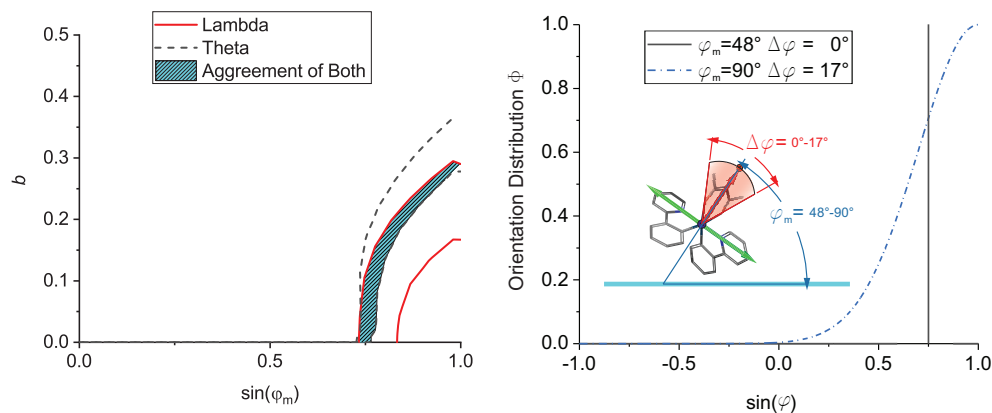 Lambda
Theta
Aggreement of Both
0.5
0.4
0.3
0.2
0.1
0.0
b
0.0
0.5
1.0
sin(φm)
φm=48° Δφ = 0°
φm=90° Δφ = 17°
Δφ= 0°-17°
φm= 48°-90°
1.0
0.8
0.6
0.4
0.2
0.0
Orientation Distribution Φ
-1.0
-0.5
0.0
0.5
1.0
sin(φ)